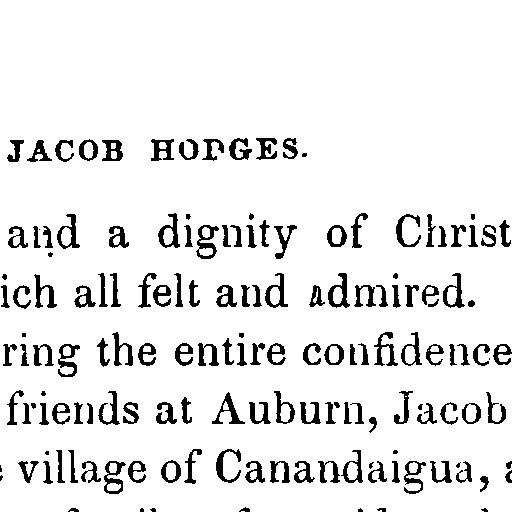 JACOB HODGES.
and a dignity of Christ
ich all felt and admired.
ring the entire confidence
friends at Auburn, Jacob
village of Canandaigua,